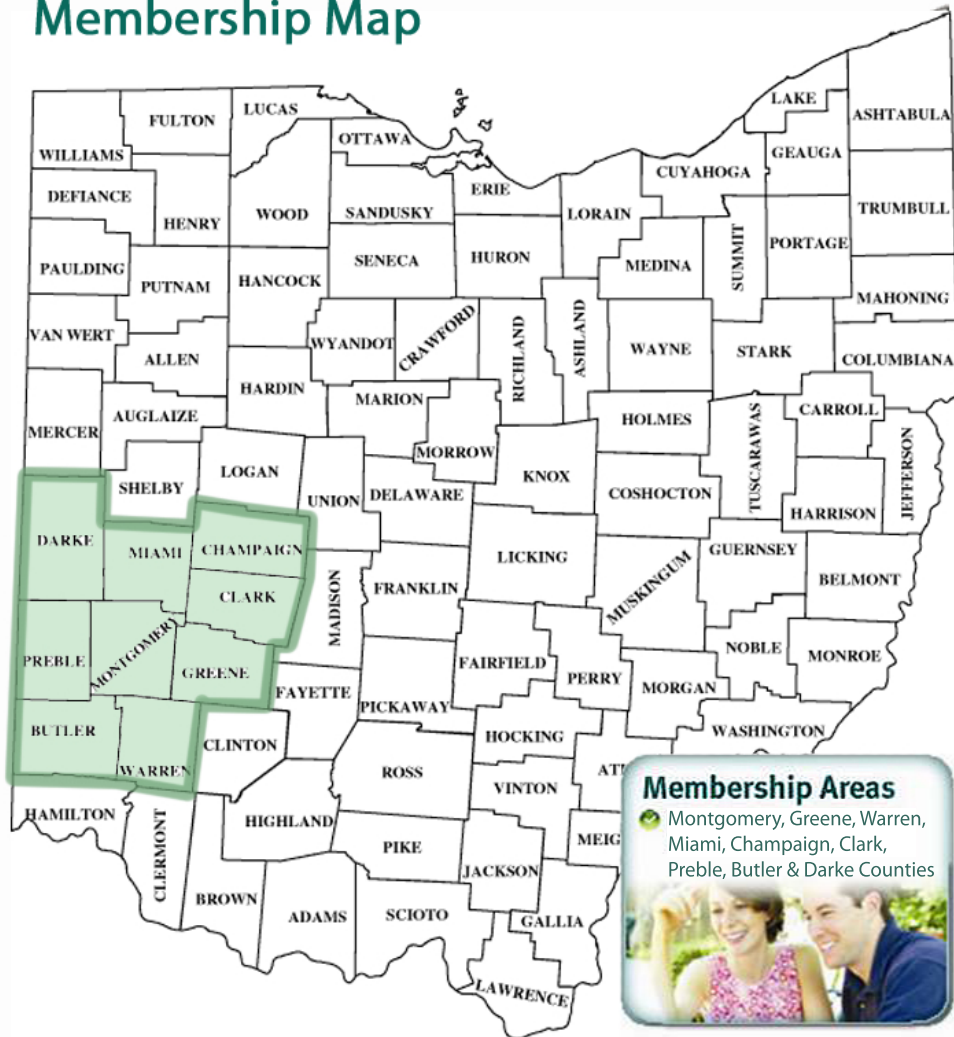 Membership Map
LAKE
ASHTABULA
LUCAS
FULTON
OTTAWA
GEAUGA
WILLIAMS
CUYAHOGA
ERIE
DEFIANCE
TRUMBULL
WOOD
SANDUSKY
LORAIN
HENRY
PORTAGE
SUMMIT
HURON
SENECA
MEDINA
PAULDING
HANCOCK
PUTNAM
MAHONING
VAN WERT
WYANDOT
CRAWFORD
RICHLAND
ASHLAND
WAYNE
STARK
ALLEN
COLUMBIANA
HARDIN
MARION
AUGLAIZE
HOLMES
CARROLL
MERCER
MORROW
TUSCARAWAS
JEFFERSON
LOGAN
KNOX
SHELBY
UNION
DELAWARE
COSHOCTON
HARRISON
DARKE
MIAMI
CHAMPAIGN
LICKING
GUERNSEY
BELMONT
CLARK
MADISON
FRANKLIN
MUSKINGUM
PREBLE
MONTGOMERY
GREENE
FAIRFIELD
PERRY
NOBLE
MONROE
FAYETTE
MORGAN
PICKAWAY
BUTLER
CLINTON
HOCKING
WASHINGTON
WARREN
ROSS
VINTON
HAMILTON
CLERMONT
HIGHLAND
PIKE
JACKSON
BROWN
ADAMS
SCIOTO
GALLIA
LAWRENCE
Membership Areas
Montgomery, Greene, Warren,
Miami, Champaign, Clark,
Preble, Butler & Darke Counties